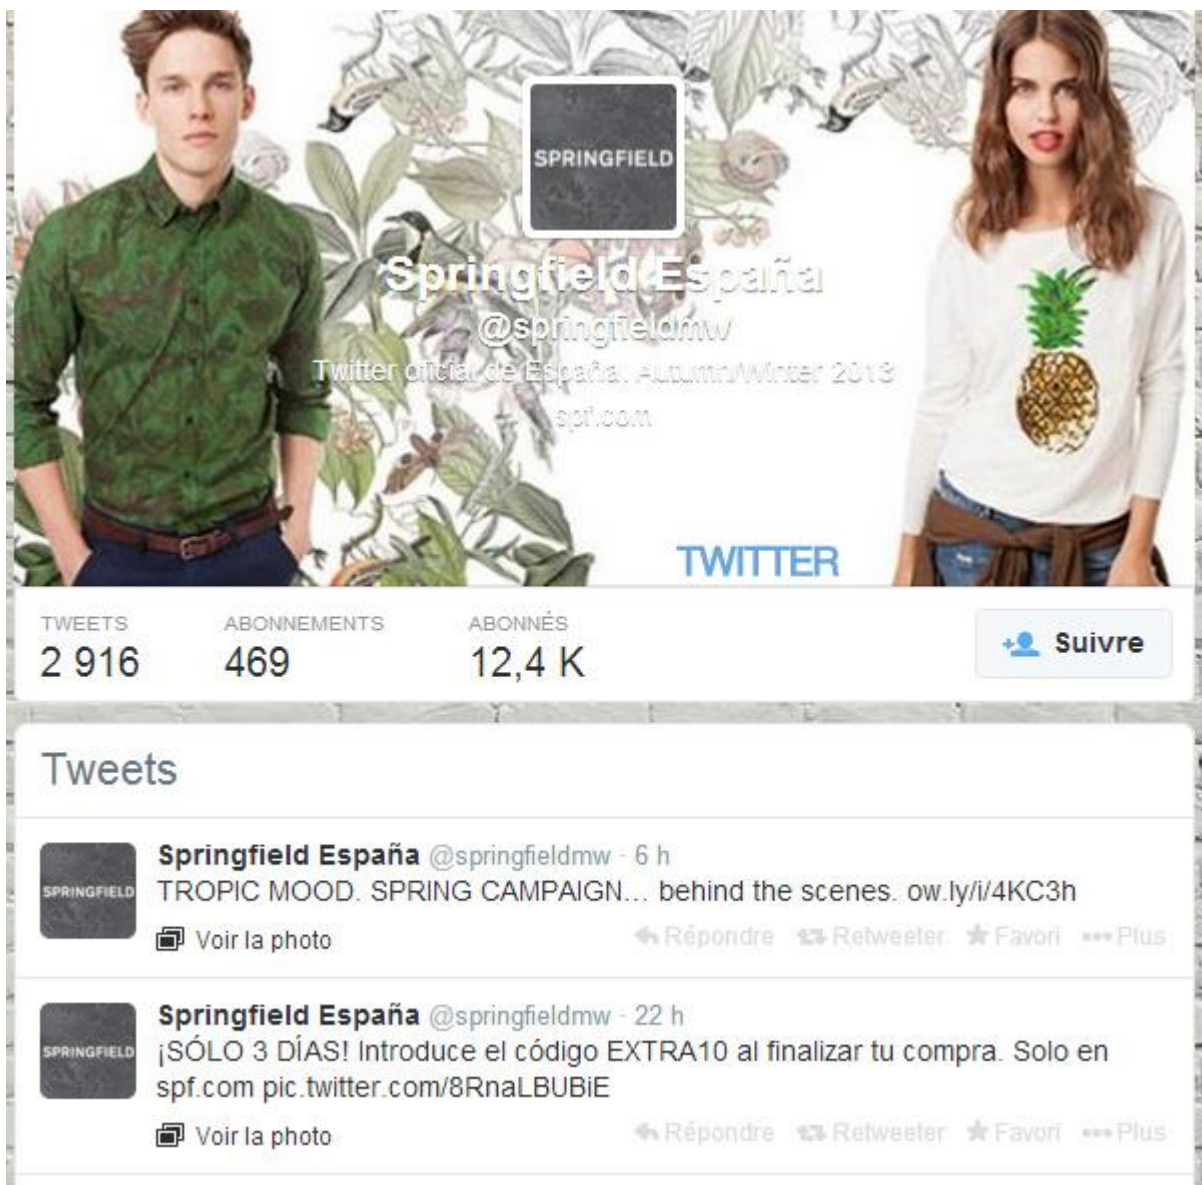 SPRINGFIELD
Springfield España
@springfieldmw
Twitter oficial de España. Autumn/Winter 2013
spf.com
TWITTER
TWEETS ABONNEMENTS ABONNÉS
2 916 469 12,4 K Suivre
Tweets
SPRINGFIELD
Springfield España @springfieldmw · 6 h
TROPIC MOOD. SPRING CAMPAIGN... behind the scenes. ow.ly/i/4KC3h
Voir la photo Répondre Retweeter Favori Plus
SPRINGFIELD
Springfield España @springfieldmw · 22 h
¡SÓLO 3 DÍAS! Introduce el código EXTRA10 al finalizar tu compra. Solo en
spf.com pic.twitter.com/8RnaLBUBiE
Voir la photo Répondre Retweeter Favori Plus